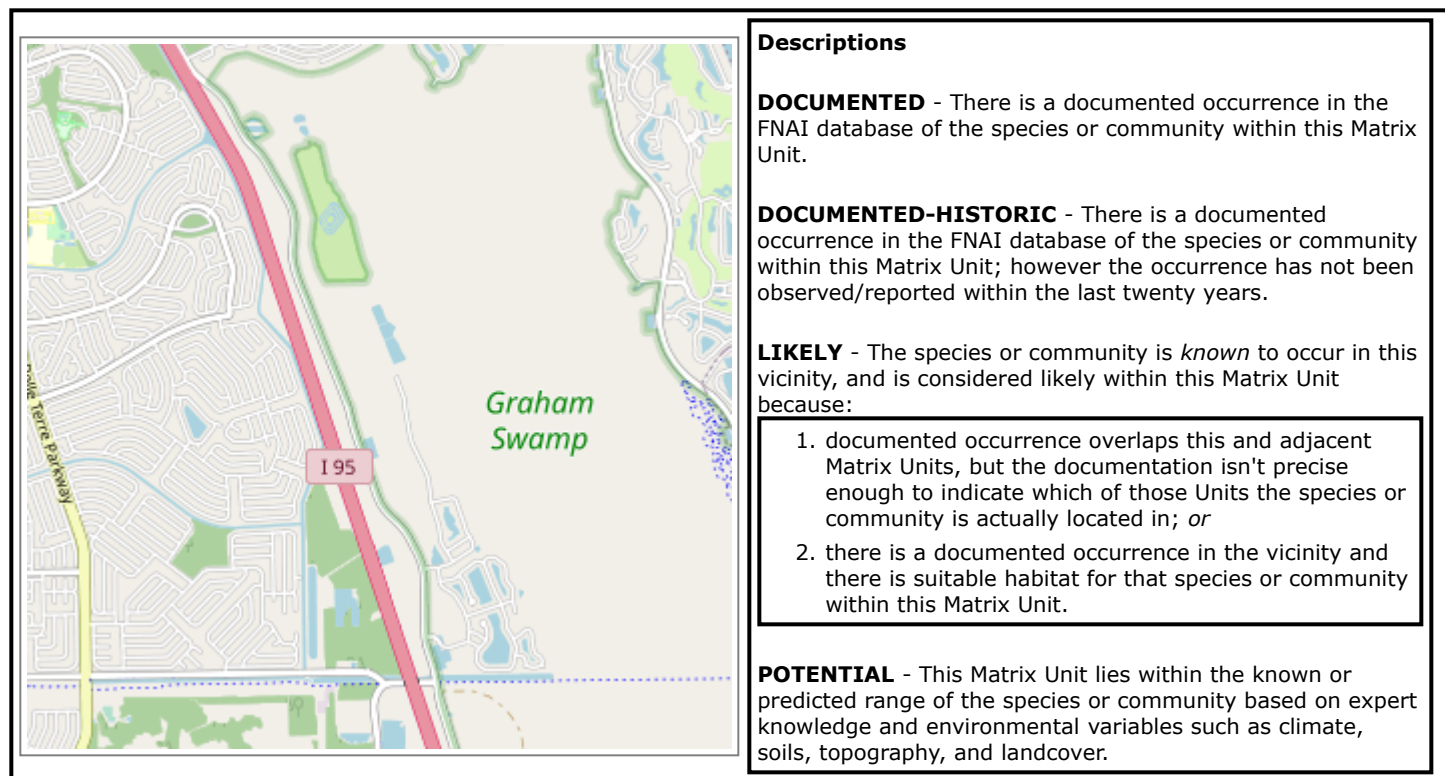 Graham
Swamp
I 95
Belle Terre Parkway
Descriptions
DOCUMENTED - There is a documented occurrence in the
FNAI database of the species or community within this Matrix
Unit.
DOCUMENTED-HISTORIC - There is a documented
occurrence in the FNAI database of the species or community
within this Matrix Unit; however the occurrence has not been
observed/reported within the last twenty years.
LIKELY - The species or community is known to occur in this
vicinity, and is considered likely within this Matrix Unit
because:
1. documented occurrence overlaps this and adjacent
Matrix Units, but the documentation isn't precise
enough to indicate which of those Units the species or
community is actually located in; or
2. there is a documented occurrence in the vicinity and
there is suitable habitat for that species or community
within this Matrix Unit.
POTENTIAL - This Matrix Unit lies within the known or
predicted range of the species or community based on expert
knowledge and environmental variables such as climate,
soils, topography, and landcover.